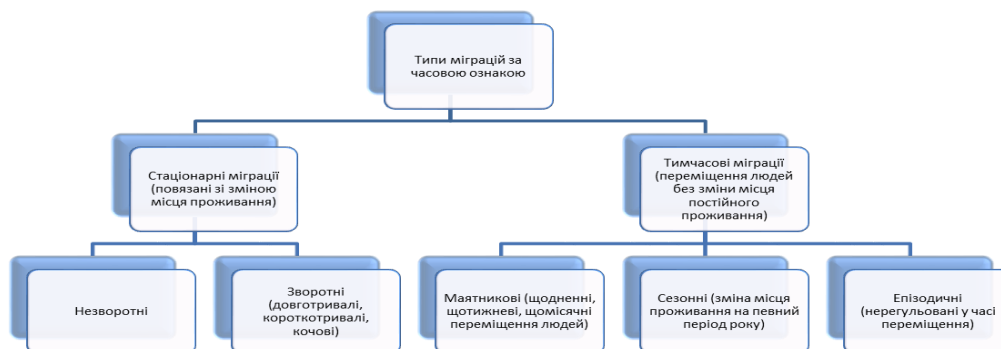 Типи міграцій за
часовою ознакою
Стаціонарні міграції
(повязані зі зміною
місця проживання)
Тимчасові міграції
(переміщення людей
без зміни місця
постійного
проживання)
Незворотні
Зворотні
(довготривалі,
короткотривалі,
кочові)
Маятникові (щодненні,
щотижневі, щомісячні
переміщення людей)
Сезонні (зміна місця
проживання на певний
період року)
Епізодичні
(нерегульовані у часі
переміщення)